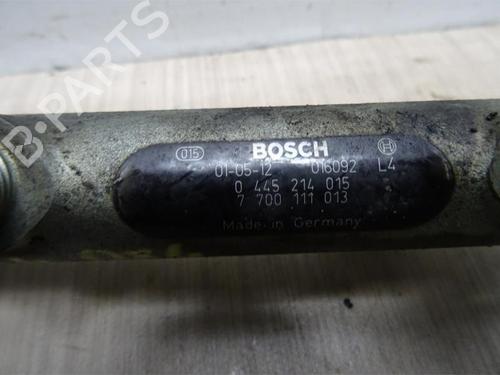 B-PARTS
015 BOSCH
01-05-12 016092 L4
0 445 214 015
7 700 111 013
Made in Germany